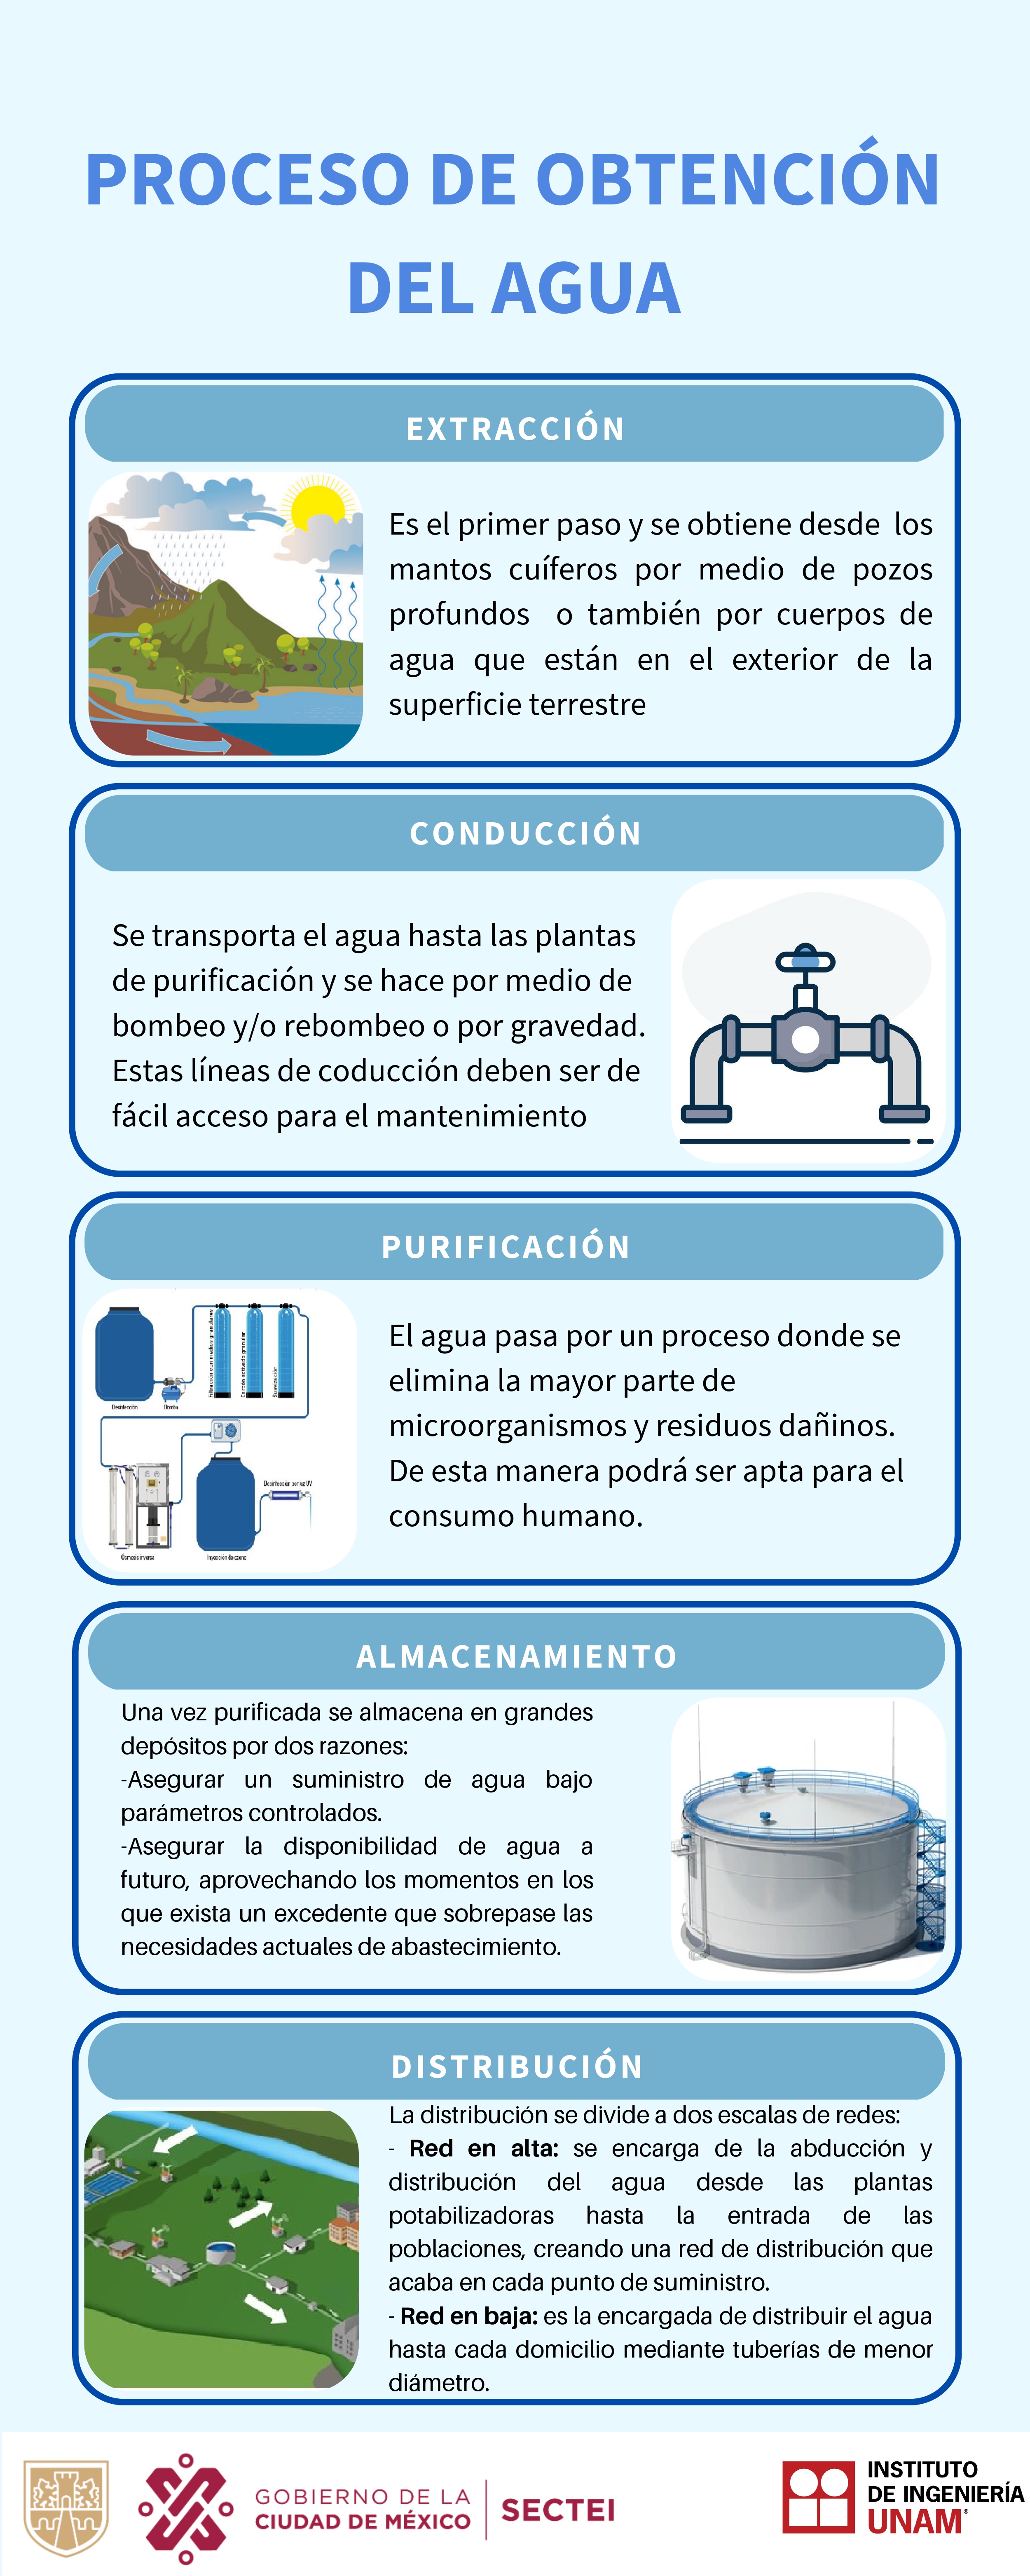 PROCESO DE OBTENCIÓN
DEL AGUA
EXTRACCIÓN
Es el primer paso y se obtiene desde los
mantos cuíferos por medio de pozos
profundos o también por cuerpos de
agua que están en el exterior de la
superficie terrestre
CONDUCCIÓN
Se transporta el agua hasta las plantas
de purificación y se hace por medio de
bombeo y/o rebombeo o por gravedad.
Estas líneas de coducción deben ser de
fácil acceso para el mantenimiento
PURIFICACIÓN
Desinfección
Bomba
Desinfección por luz UV
Osmosis inversa
Inyección de ozono
El agua pasa por un proceso donde se
elimina la mayor parte de
microorganismos y residuos dañinos.
De esta manera podrá ser apta para el
consumo humano.
ALMACENAMIENTO
Una vez purificada se almacena en grandes
depósitos por dos razones:
-Asegurar un suministro de agua bajo
parámetros controlados.
-Asegurar la disponibilidad de agua a
futuro, aprovechando los momentos en los
que exista un excedente que sobrepase las
necesidades actuales de abastecimiento.
DISTRIBUCIÓN
La distribución se divide a dos escalas de redes:
- Red en alta: se encarga de la abducción y
distribución del agua desde las plantas
potabilizadoras hasta la entrada de las
poblaciones, creando una red de distribución que
acaba en cada punto de suministro.
- Red en baja: es la encargada de distribuir el agua
hasta cada domicilio mediante tuberías de menor
diámetro.
GOBIERNO DE LA
CIUDAD DE MÉXICO
SECTEI
INSTITUTO
DE INGENIERÍA
UNAM®